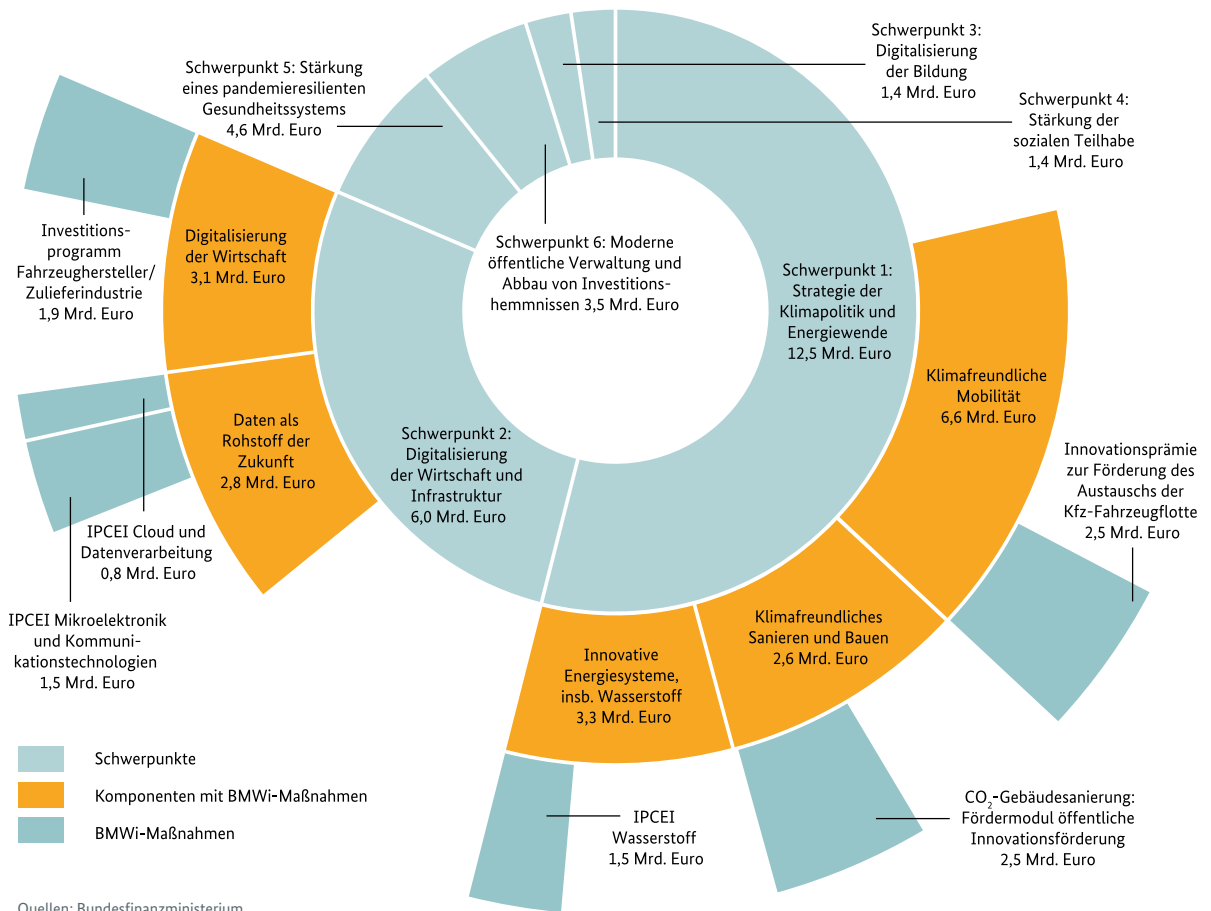 Schwerpunkt 3:
Digitalisierung
der Bildung
1,4 Mrd. Euro
Schwerpunkt 4:
Stärkung der
sozialen Teilhabe
1,4 Mrd. Euro
Schwerpunkt 5: Stärkung
eines pandemieresilienten
Gesundheitssystems
4,6 Mrd. Euro
Schwerpunkt 6: Moderne
öffentliche Verwaltung und
Abbau von Investitions-
hemmnissen 3,5 Mrd. Euro
Schwerpunkt 1:
Strategie der
Klimapolitik und
Energiewende
12,5 Mrd. Euro
Digitalisierung
der Wirtschaft
3,1 Mrd. Euro
Investitions-
programm
Fahrzeughersteller/
Zulieferindustrie
1,9 Mrd. Euro
Klimafreundliche
Mobilität
6,6 Mrd. Euro
Daten als
Rohstoff der
Zukunft
2,8 Mrd. Euro
Schwerpunkt 2:
Digitalisierung
der Wirtschaft und
Infrastruktur
6,0 Mrd. Euro
Innovationsprämie
zur Förderung des
Austauschs der
Kfz-Fahrzeugflotte
2,5 Mrd. Euro
IPCEI Cloud und
Datenverarbeitung
0,8 Mrd. Euro
IPCEI Mikroelektronik
und Kommuni-
kationstechnologien
1,5 Mrd. Euro
Klimafreundliches
Sanieren und Bauen
2,6 Mrd. Euro
Innovative
Energiesysteme,
insb. Wasserstoff
3,3 Mrd. Euro
IPCEI
Wasserstoff
1,5 Mrd. Euro
CO₂-Gebäudesanierung:
Fördermodul öffentliche
Innovationsförderung
2,5 Mrd. Euro
Schwerpunkte
Komponenten mit BMWi-Maßnahmen
BMWi-Maßnahmen
Quellen: Bundesfinanzministerium